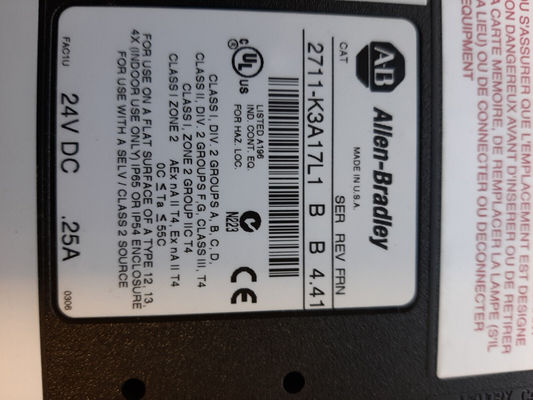 A·B Allen-Bradley
MADE IN U.S.A.
CAT SER REV FRN
2711-K3A17L1 B B 4.41
UL LISTED A196
C US IND CONT. EQ.
FOR HAZ. LOC.
N223
CE
CLASS I, DIV. 2 GROUPS A, B, C, D,
CLASS II, DIV. 2 GROUPS F,G, CLASS III, T4
CLASS I, ZONE 2 GROUP IIC T4
CLASS I ZONE 2 AEx nA II T4, Ex nA II T4
0C ≤ Ta ≤ 55C
FOR USE ON A FLAT SURFACE OF A TYPE 12, 13,
4X (INDOOR USE ONLY) IP65 OR IP54 ENCLOSURE
FOR USE WITH A SELV / CLASS 2 SOURCE
FAC1U 24V DC .25A 0306
OU S'ASSURER QUE L'EMPLACEMENT EST DESIGNE
ON DANGEREUX AVANT D'INSERER OU DE RETIRER
A CARTE MEMOIRE, DE REMPLACER LA LAMPE (S'IL
A LIEU) OU DE CONNECTER OU DECONNECTER
EQUIPMENT